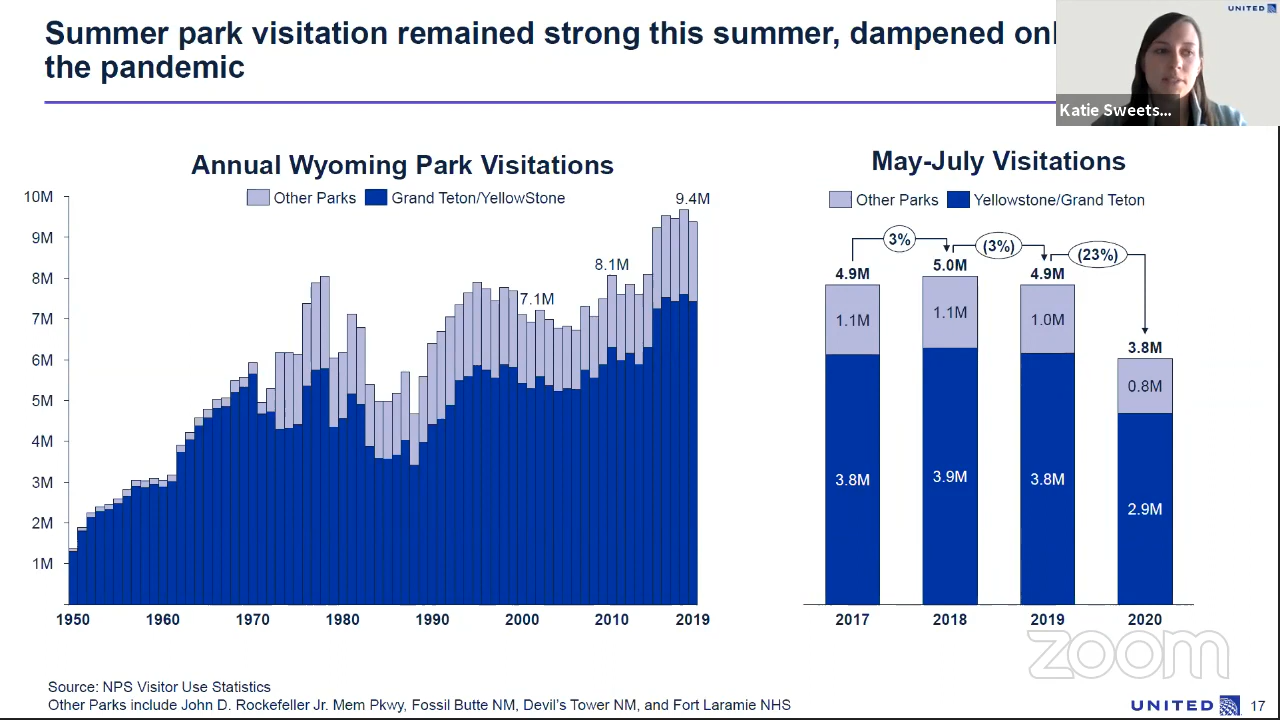 Summer park visitation remained strong this summer, dampened
the pandemic
UNITED
Katie Sweets...
Annual Wyoming Park Visitations
Other Parks Grand Teton/YellowStone
10M
9M
8M
7M
6M
5M
4M
3M
2M
1M
7.1M
8.1M
9.4M
1950 1960 1970 1980 1990 2000 2010 2019
May-July Visitations
Other Parks Yellowstone/Grand Teton
3% (3%) (23%)
4.9M 5.0M 4.9M 3.8M
1.1M 1.1M 1.0M 0.8M
3.8M 3.9M 3.8M 2.9M
2017 2018 2019 2020
zoom
Source: NPS Visitor Use Statistics
Other Parks include John D. Rockefeller Jr. Mem Pkwy, Fossil Butte NM, Devil's Tower NM, and Fort Laramie NHS
UNITED 17